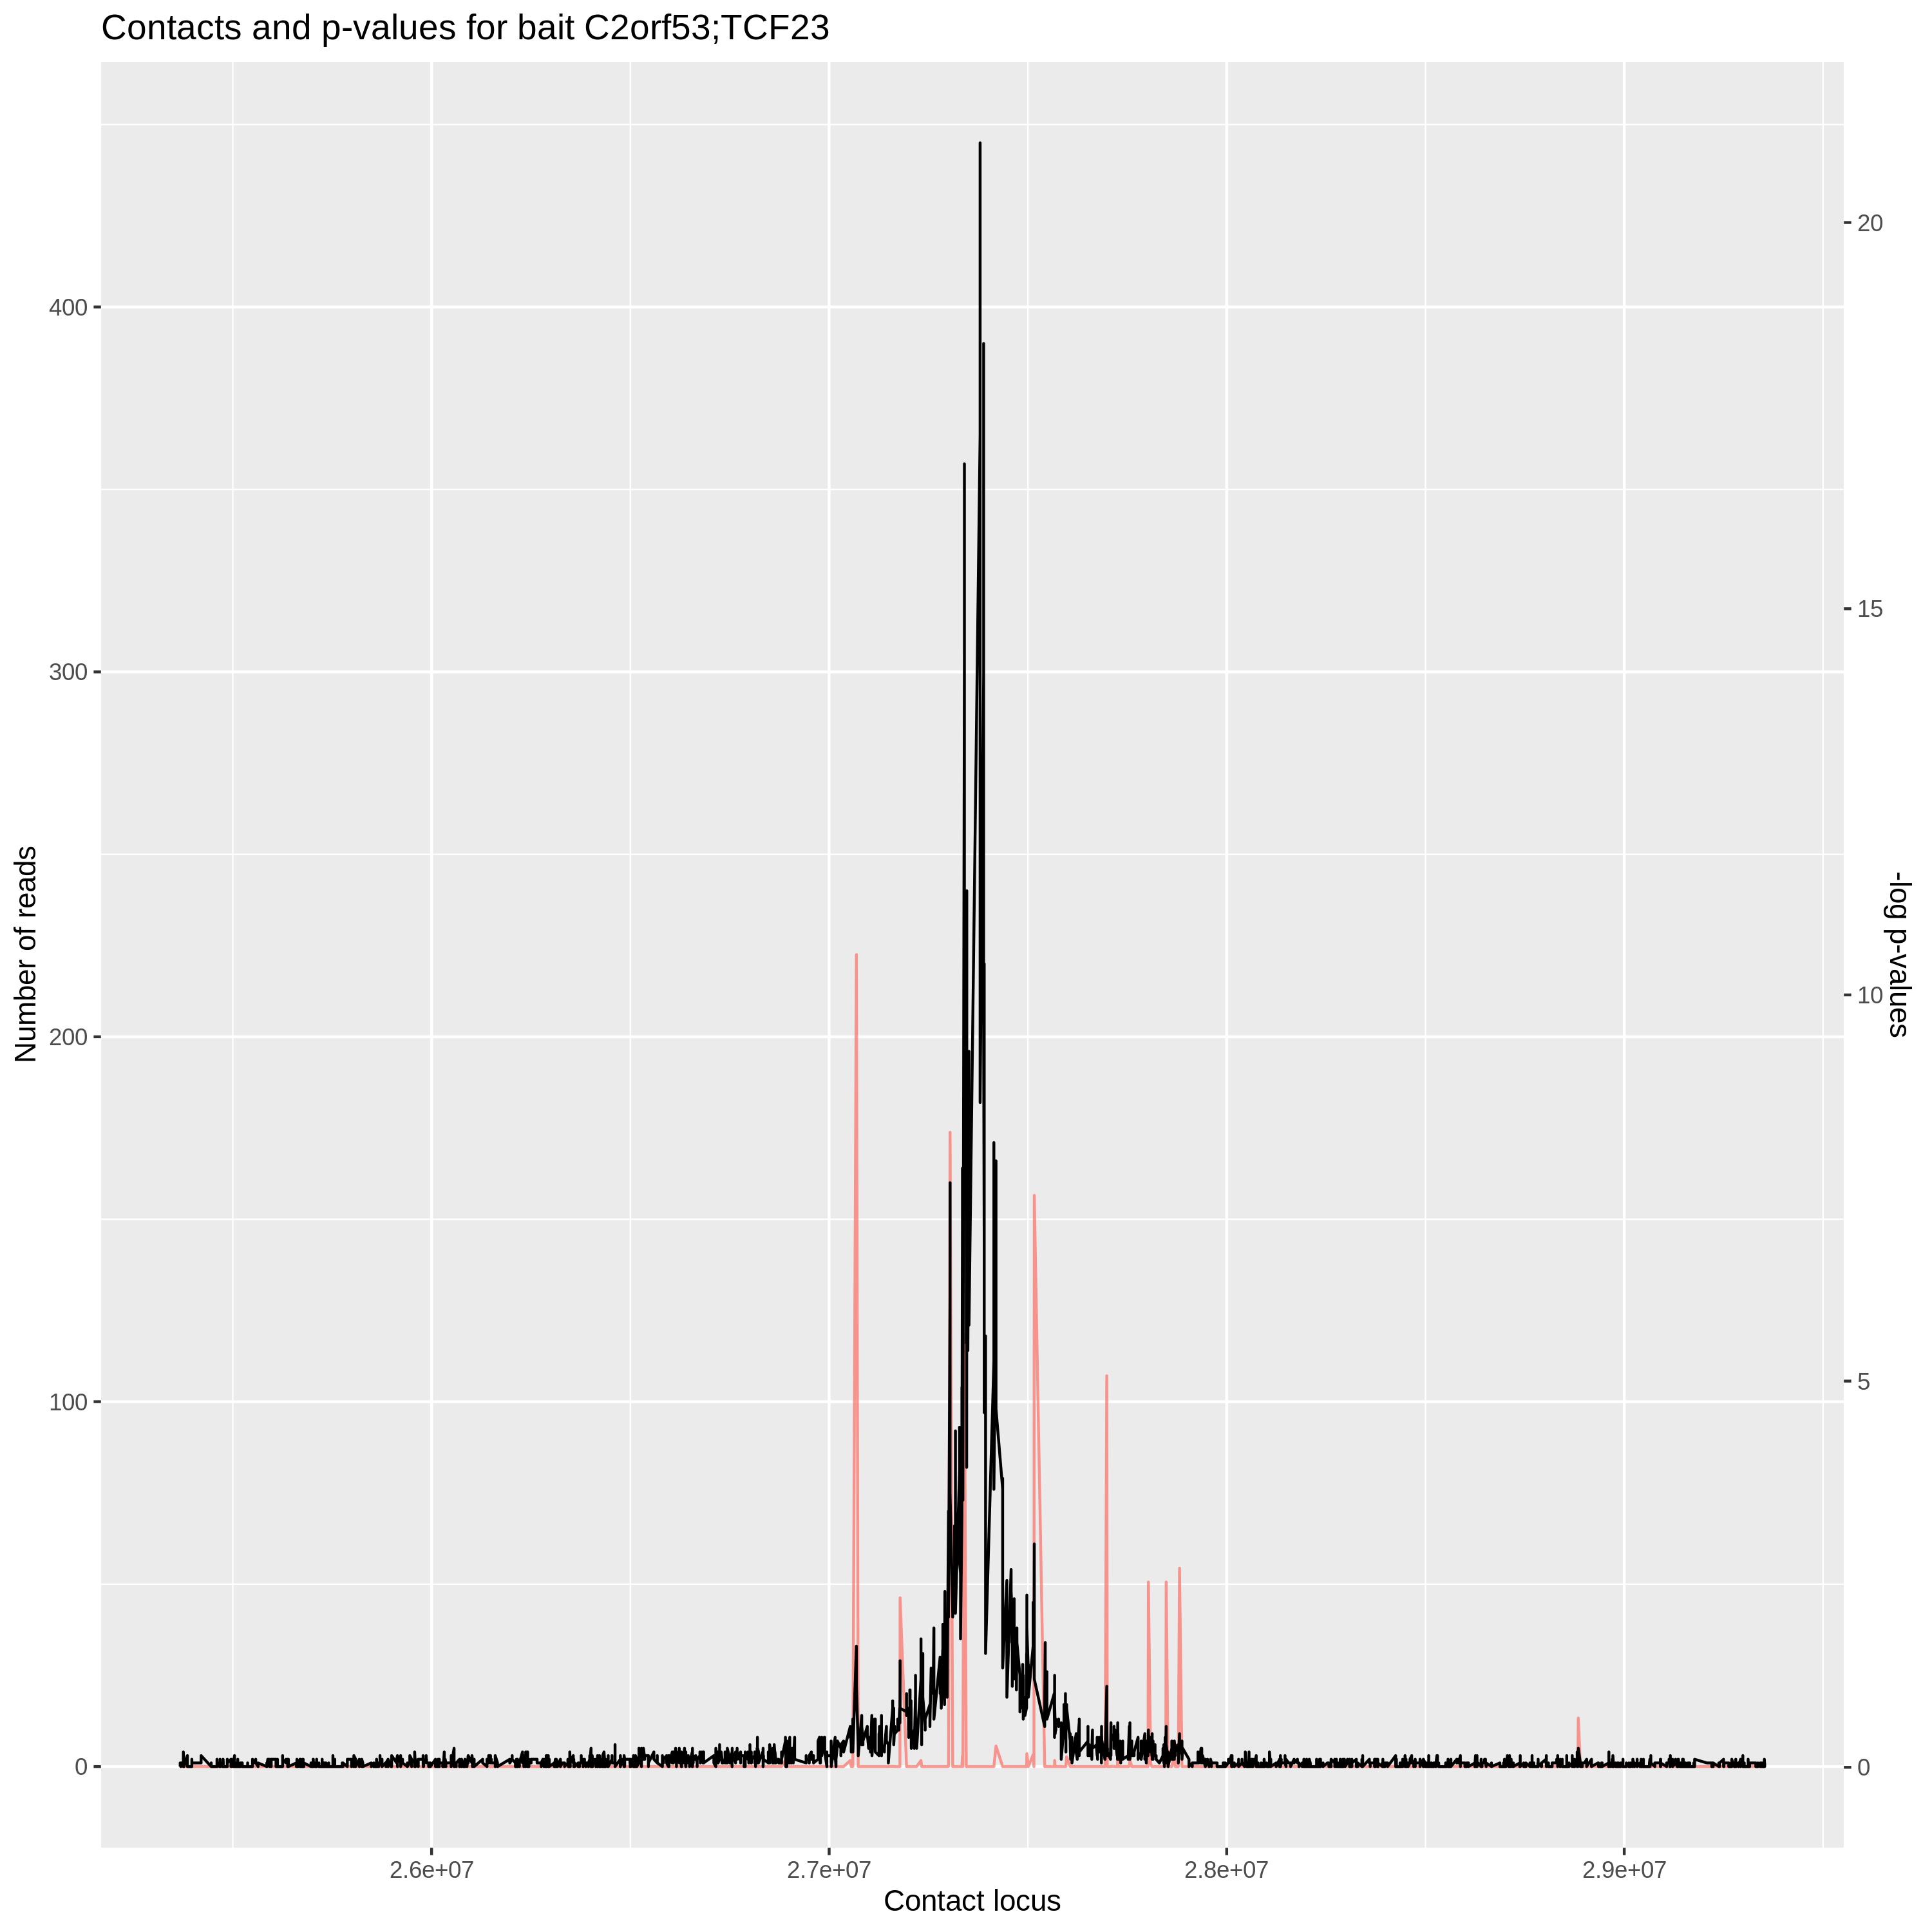 Contacts and p-values for bait C2orf53;TCF23
Number of reads
400
300
200
100
0
20
15
10
5
0
-log p-values
2.6e+07
2.7e+07
2.8e+07
2.9e+07
Contact locus